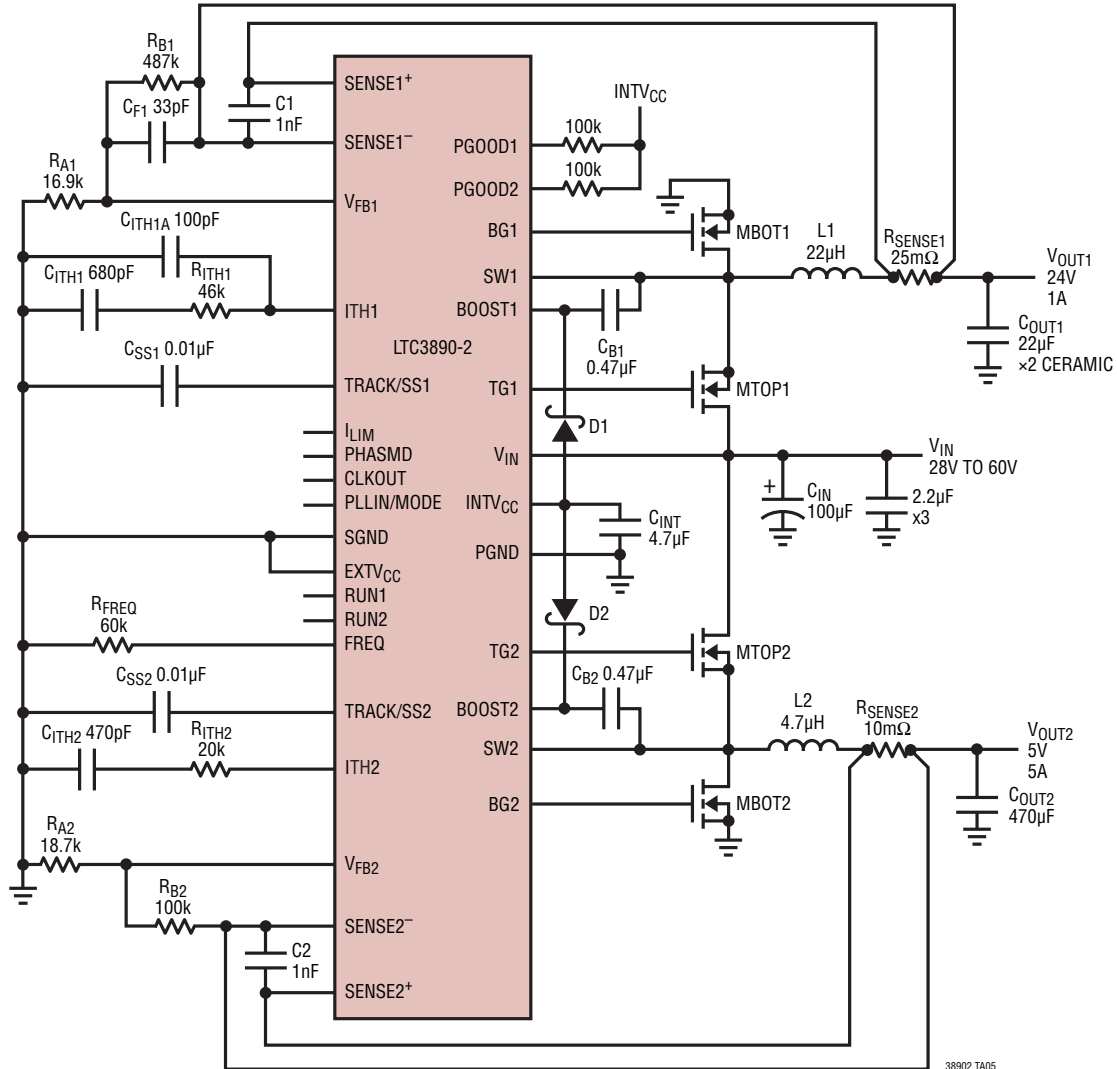 RB1
487k
CF1 33pF
C1
1nF
RA1
16.9k
CITH1A 100pF
CITH1 680pF
RITH1
46k
CSS1 0.01µF
RFREQ
60k
CSS2 0.01µF
CITH2 470pF
RITH2
20k
RA2
18.7k
RB2
100k
C2
1nF
SENSE1+
SENSE1–
VFB1
ITH1
LTC3890-2
TRACK/SS1
ILIM
PHASMD
CLKOUT
PLLIN/MODE
SGND
EXTVCC
RUN1
RUN2
FREQ
TRACK/SS2
ITH2
VFB2
SENSE2–
SENSE2+
PGOOD1
PGOOD2
BG1
SW1
BOOST1
TG1
VIN
INTVCC
PGND
TG2
BOOST2
SW2
BG2
INTVCC
100k
100k
MBOT1
L1
22µH
RSENSE1
25mΩ
VOUT1
24V
1A
COUT1
22µF
×2 CERAMIC
CB1
0.47µF
MTOP1
D1
VIN
28V TO 60V
+
CIN
100µF
2.2µF
x3
CINT
4.7µF
D2
MTOP2
CB2 0.47µF
L2
4.7µH
RSENSE2
10mΩ
VOUT2
5V
5A
COUT2
470µF
MBOT2
38902 TA05